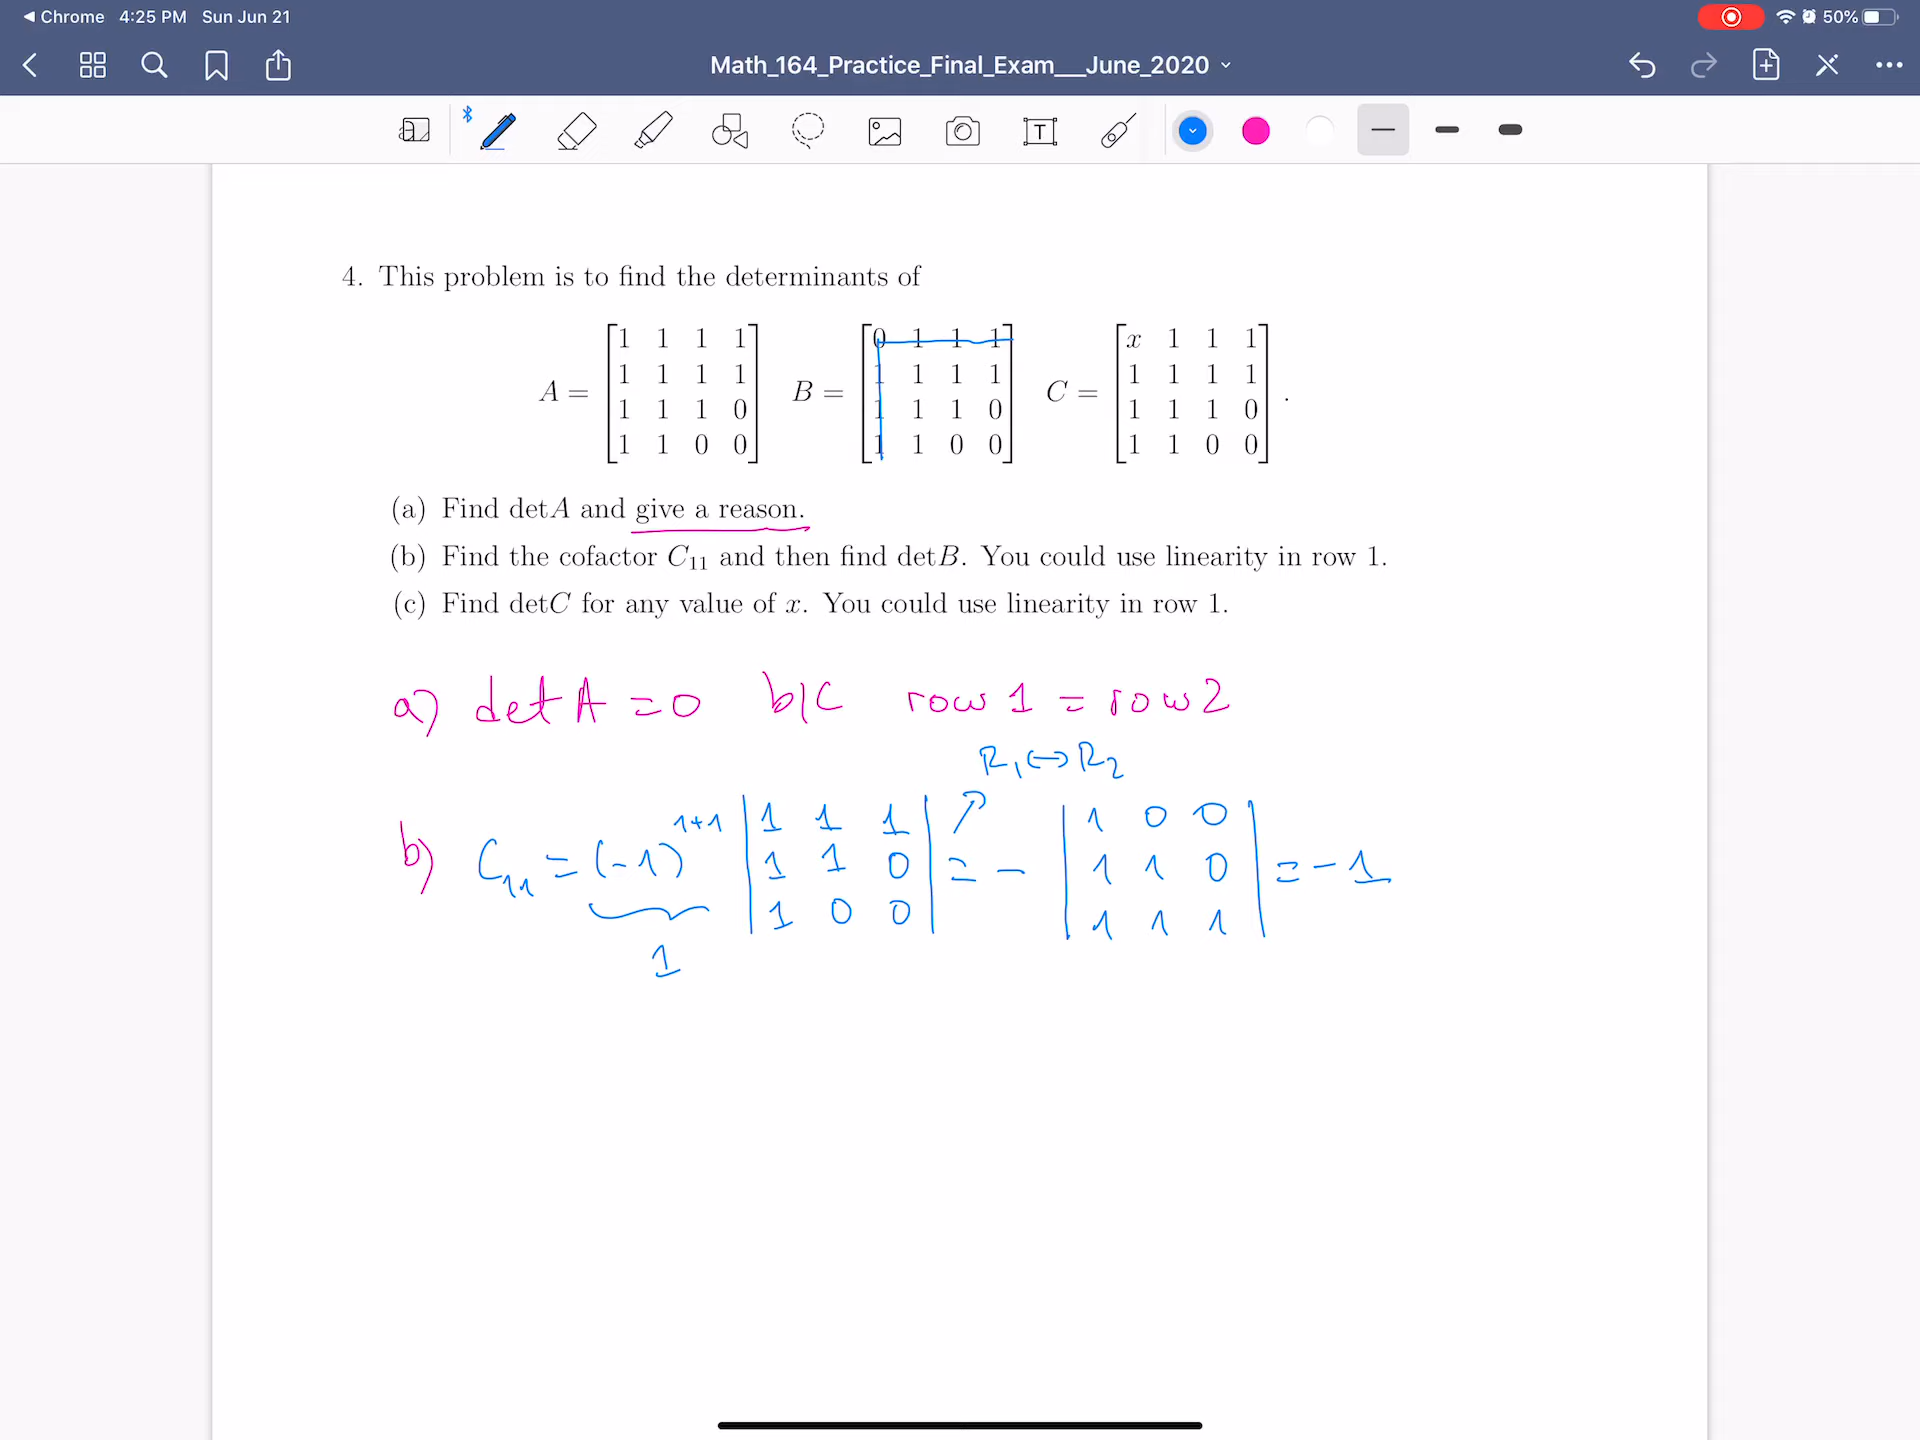 Chrome 4:25 PM Sun Jun 21 50%
Math_164_Practice_Final_Exam___June_2020
4. This problem is to find the determinants of
A = [1 1 1 1; 1 1 1 1; 1 1 1 0; 1 1 0 0] B = [0 1 1 1; 1 1 1 1; 1 1 1 0; 1 1 0 0] C = [x 1 1 1; 1 1 1 1; 1 1 1 0; 1 1 0 0].
(a) Find detA and give a reason.
(b) Find the cofactor C₁₁ and then find detB. You could use linearity in row 1.
(c) Find detC for any value of x. You could use linearity in row 1.
a) det A = 0 b/c row 1 = row 2
R₁ ↔ R₂
b) C₁₁ = (-1)¹⁺¹ |1 1 1; 1 1 0; 1 0 0| = - |1 0 0; 1 1 0; 1 1 1| = -1
1